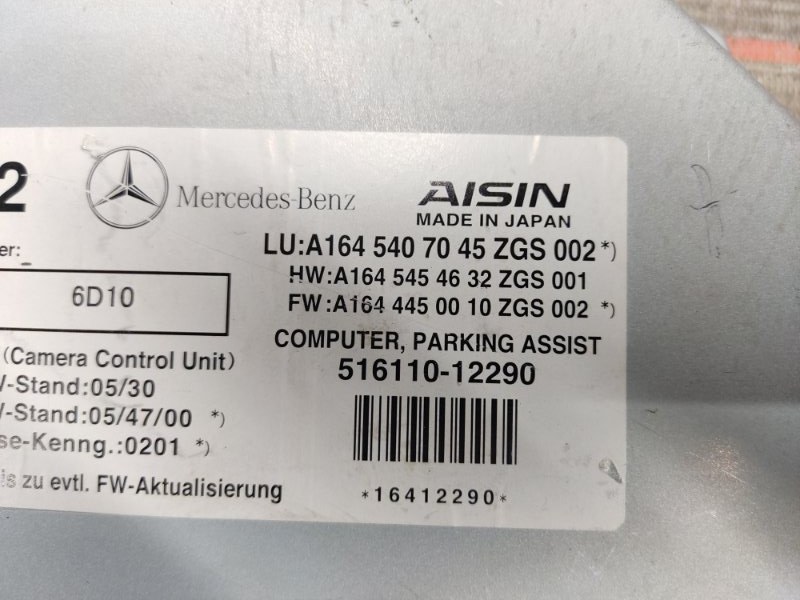 2
Mercedes-Benz
AISIN
MADE IN JAPAN
LU:A164 540 70 45 ZGS 002*)
HW:A164 545 46 32 ZGS 001
FW:A164 445 00 10 ZGS 002 *)
er:
6D10
COMPUTER, PARKING ASSIST
516110-12290
(Camera Control Unit)
-Stand:05/30
-Stand:05/47/00 *)
se-Kenng.:0201 *)
is zu evtl. FW-Aktualisierung
*16412290*